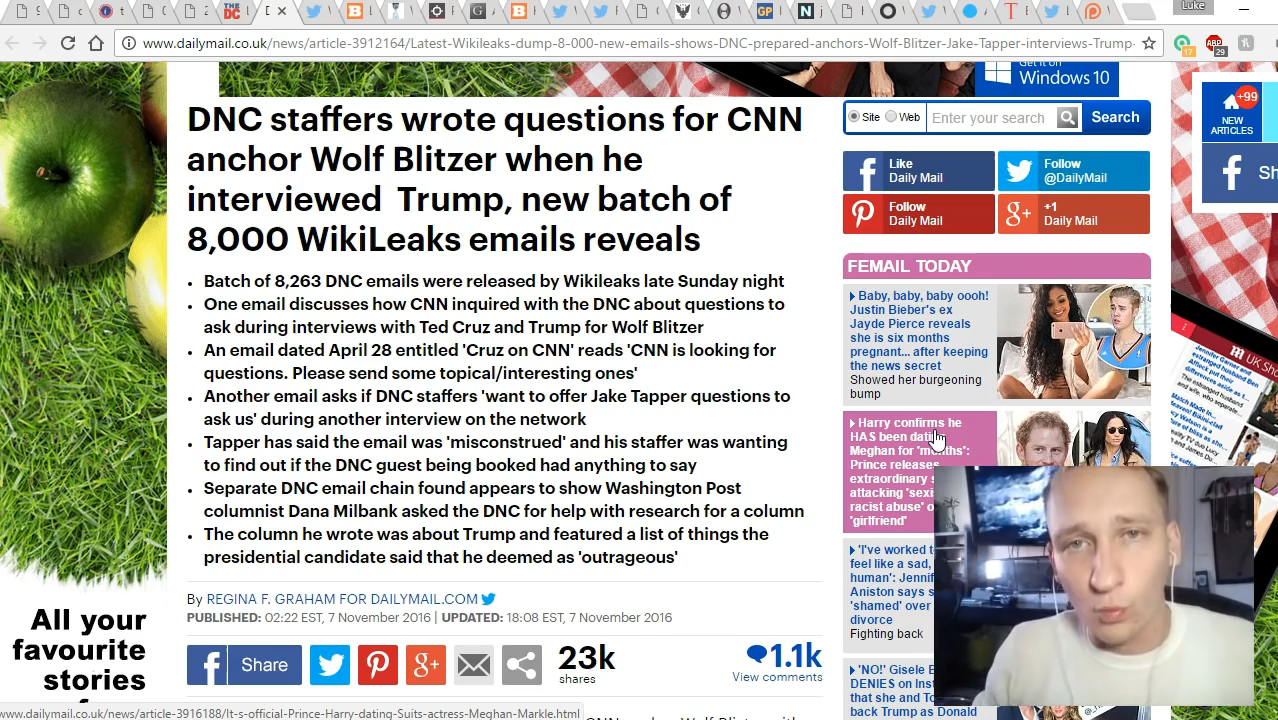 Luke
www.dailymail.co.uk/news/article-3912164/Latest-Wikileaks-dump-8-000-new-emails-shows-DNC-prepared-anchors-Wolf-Blitzer-Jake-Tapper-interviews-Trump-
17
ABP
29
Get it on
Windows 10
DNC staffers wrote questions for CNN
anchor Wolf Blitzer when he
interviewed Trump, new batch of
8,000 WikiLeaks emails reveals
Batch of 8,263 DNC emails were released by Wikileaks late Sunday night
One email discusses how CNN inquired with the DNC about questions to
ask during interviews with Ted Cruz and Trump for Wolf Blitzer
An email dated April 28 entitled 'Cruz on CNN' reads 'CNN is looking for
questions. Please send some topical/interesting ones'
Another email asks if DNC staffers 'want to offer Jake Tapper questions to
ask us' during another interview on the network
Tapper has said the email was 'misconstrued' and his staffer was wanting
to find out if the DNC guest being booked had anything to say
Separate DNC email chain found appears to show Washington Post
columnist Dana Milbank asked the DNC for help with research for a column
The column he wrote was about Trump and featured a list of things the
presidential candidate said that he deemed as 'outrageous'
By REGINA F. GRAHAM FOR DAILYMAIL.COM
PUBLISHED: 02:22 EST, 7 November 2016 | UPDATED: 18:08 EST, 7 November 2016
Share
23k
shares
1.1k
View comments
Site Web Enter your search Search
Like
Daily Mail
Follow
@DailyMail
Follow
Daily Mail
+1
Daily Mail
FEMAIL TODAY
Baby, baby, baby oooh!
Justin Bieber's ex
Jayde Pierce reveals
she is six months
pregnant... after keeping
the news secret
Showed her burgeoning
bump
Harry confirms he
HAS been
Meghan for
Prince releases
extraordinary
attacking
racist abuse'
'girlfriend'
'I've worked
feel like a sad,
human': Jennif
Aniston says s
'shamed' over
divorce
Fighting back
'NO!' Gisele
DENIES on Ins
that she and To
back Trump as Donald
+99
NEW
ARTICLES
Sh
All your
favourite
stories
www.dailymail.co.uk/news/article-3916188/It-s-official-Prince-Harry-dating-Suits-actress-Meghan-Markle.html